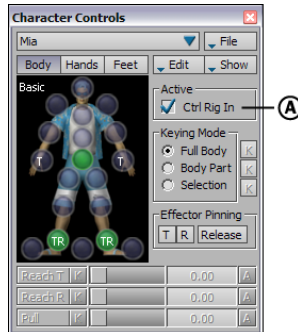 Character Controls
Mia File
Body Hands Feet Edit Show
Basic
Active
Ctrl Rig In
A
Keying Mode
Full Body K
Body Part K
Selection K
T T
Effector Pinning
T R Release
TR TR
Reach T K 0.00 A
Reach R K 0.00 A
Pull K 0.00 A